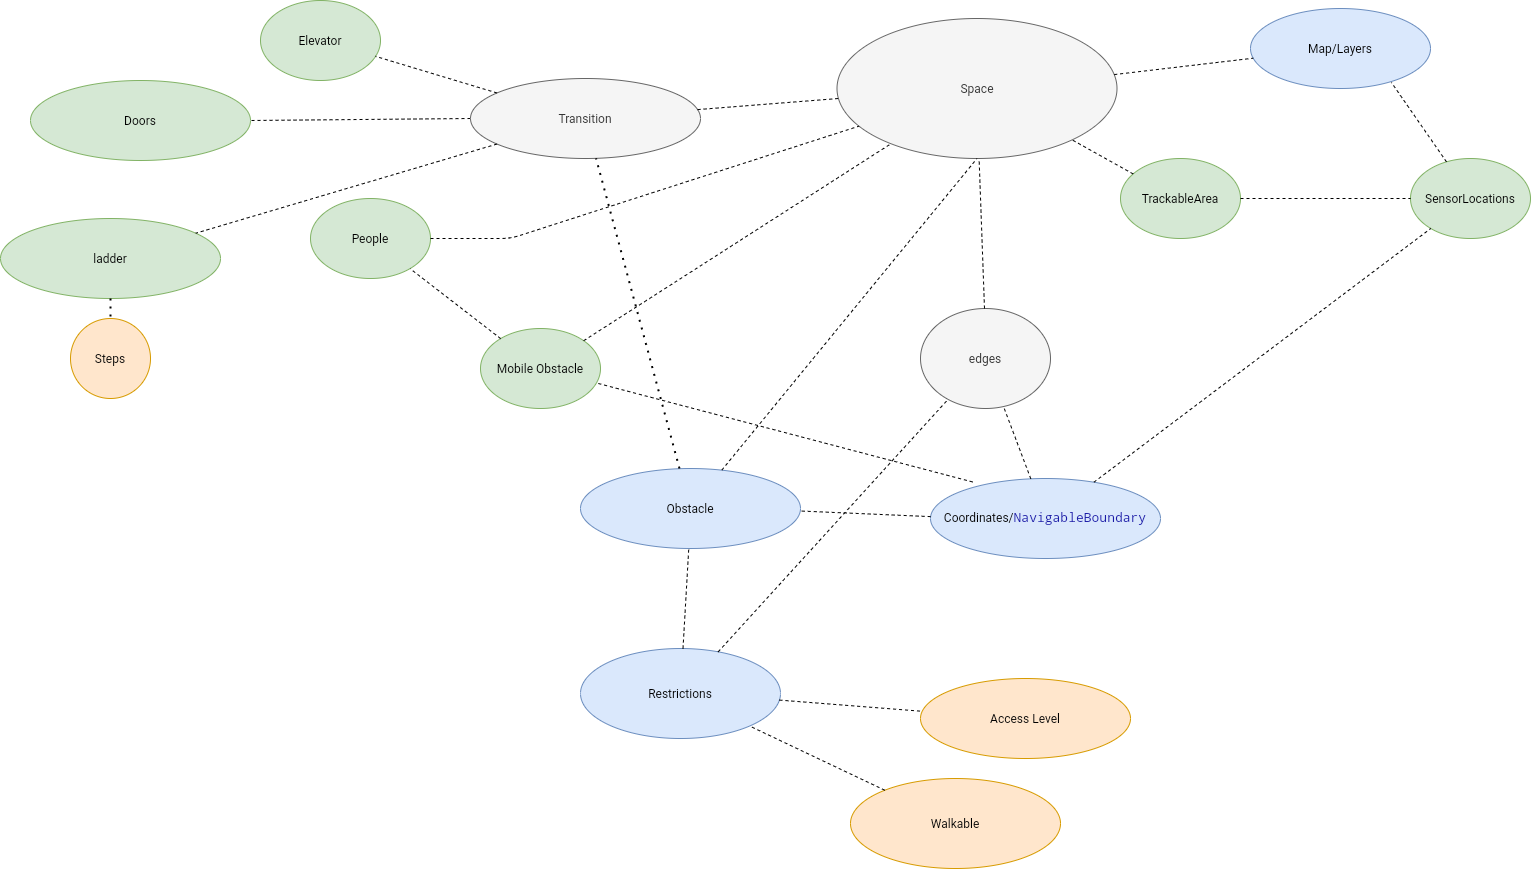 Elevator
Space
Map/Layers
Doors
Transition
TrackableArea
SensorLocations
People
ladder
Steps
Mobile Obstacle
edges
Obstacle
Coordinates/NavigableBoundary
Restrictions
Access Level
Walkable